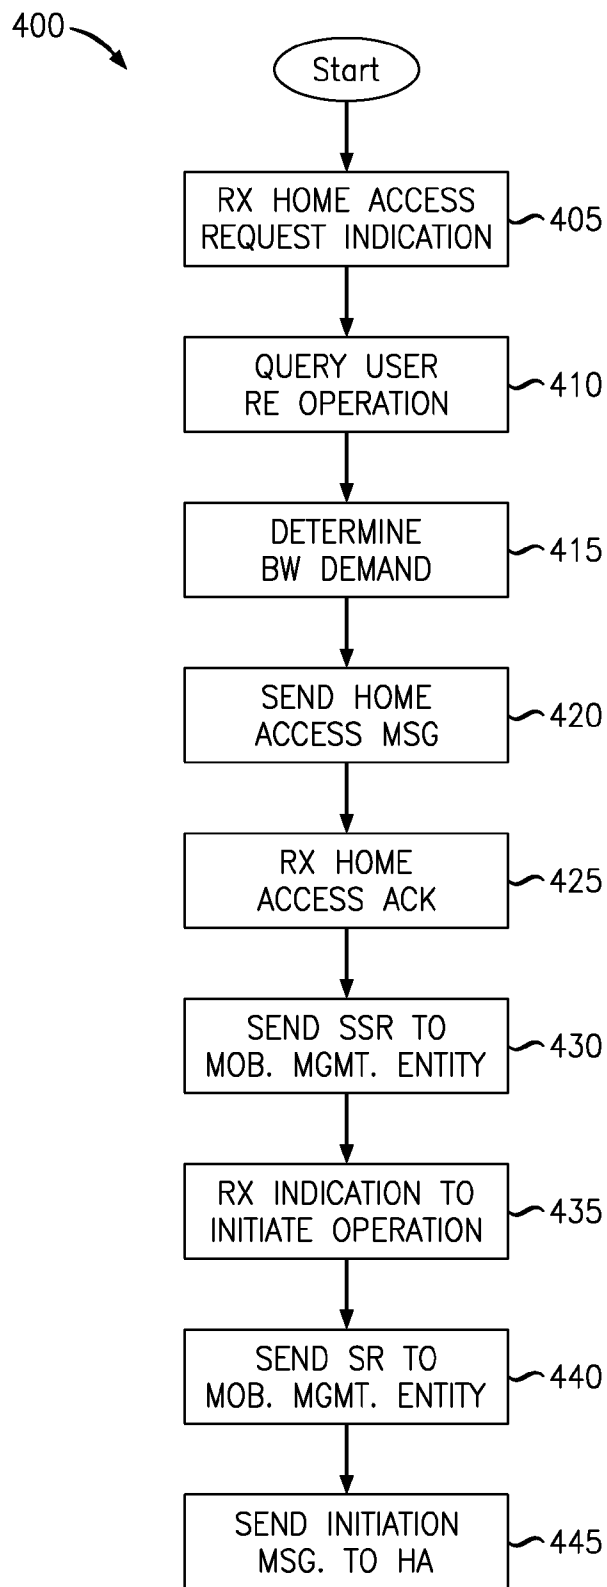 400
Start
RX HOME ACCESS
REQUEST INDICATION
405
QUERY USER
RE OPERATION
410
DETERMINE
BW DEMAND
415
SEND HOME
ACCESS MSG
420
RX HOME
ACCESS ACK
425
SEND SSR TO
MOB. MGMT. ENTITY
430
RX INDICATION TO
INITIATE OPERATION
435
SEND SR TO
MOB. MGMT. ENTITY
440
SEND INITIATION
MSG. TO HA
445